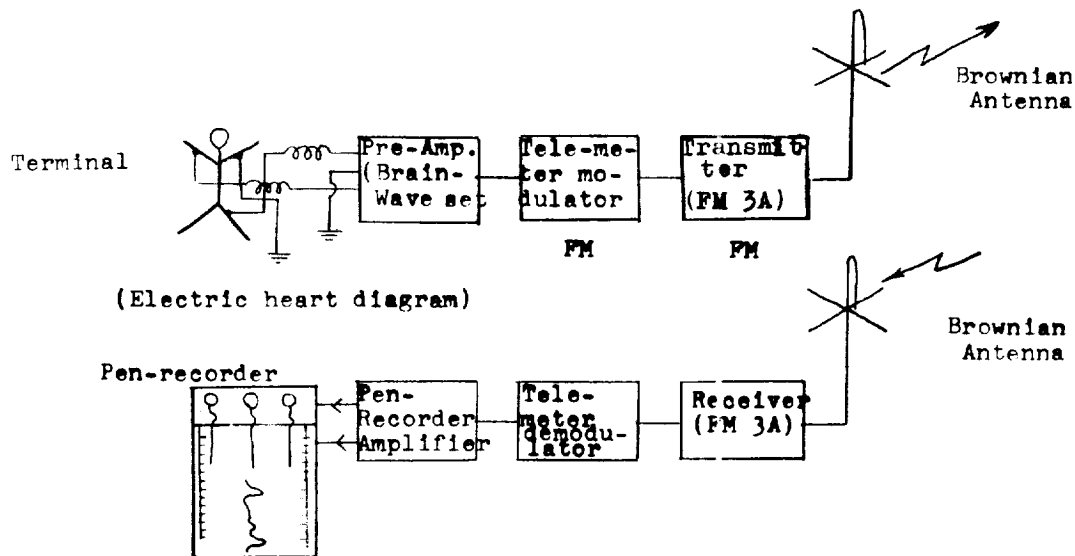 Brownian
Antenna
Terminal
Pre-Amp.
(Brain-
Wave set
Tele-me-
ter mo-
dulator
Transmit-
ter
(FM 3A)
FM
FM
(Electric heart diagram)
Brownian
Antenna
Pen-recorder
Pen-
Recorder
Amplifier
Tele-
meter
demodu-
lator
Receiver
(FM 3A)